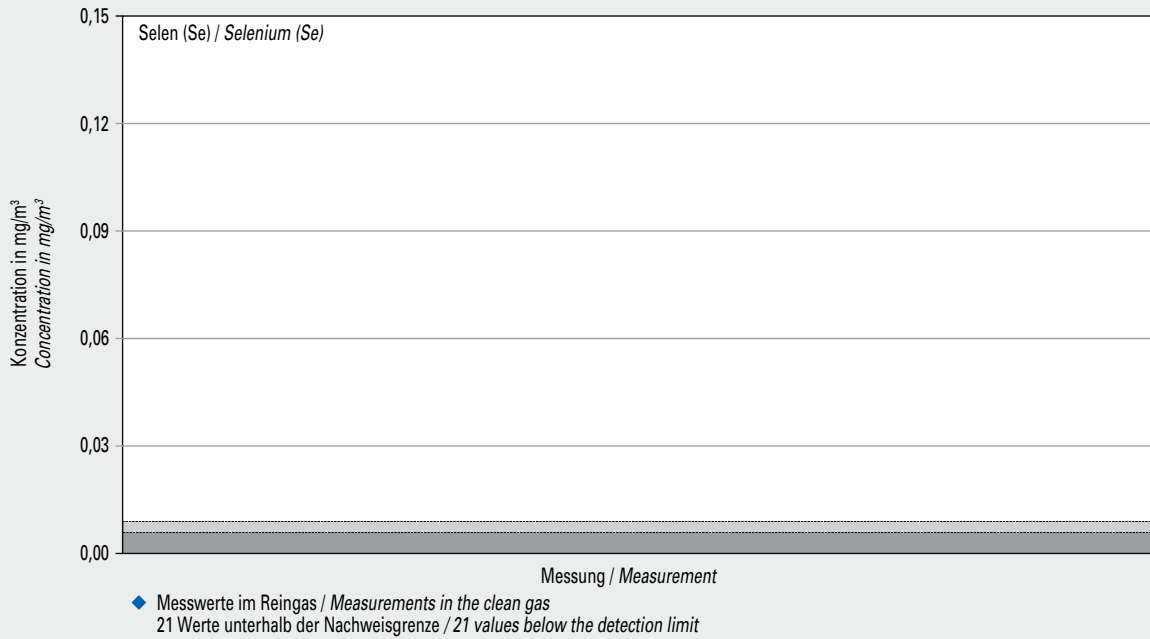 0,15
Selen (Se) / Selenium (Se)
0,12
0,09
0,06
0,03
0,00
Konzentration in mg/m³
Concentration in mg/m³
Messung / Measurement
Messwerte im Reingas / Measurements in the clean gas
21 Werte unterhalb der Nachweisgrenze / 21 values below the detection limit